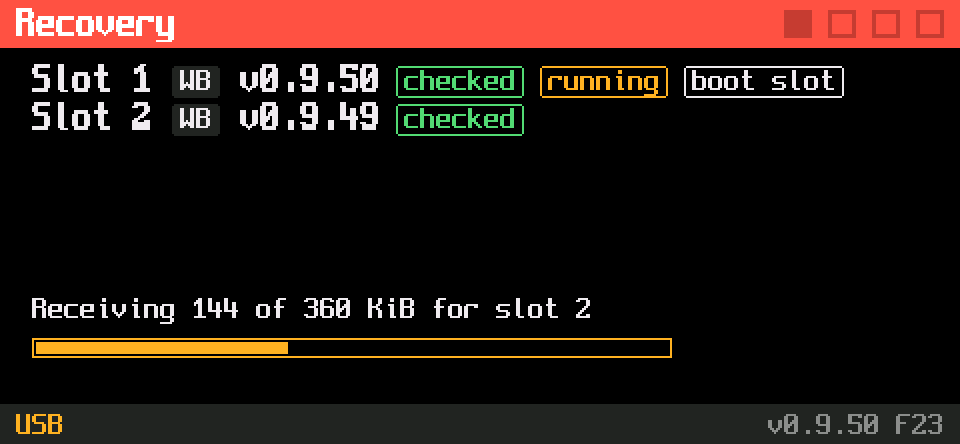 Recovery
Slot 1 WB v0.9.50 checked running boot slot
Slot 2 WB v0.9.49 checked
Receiving 144 of 360 KiB for slot 2
USB v0.9.50 F23